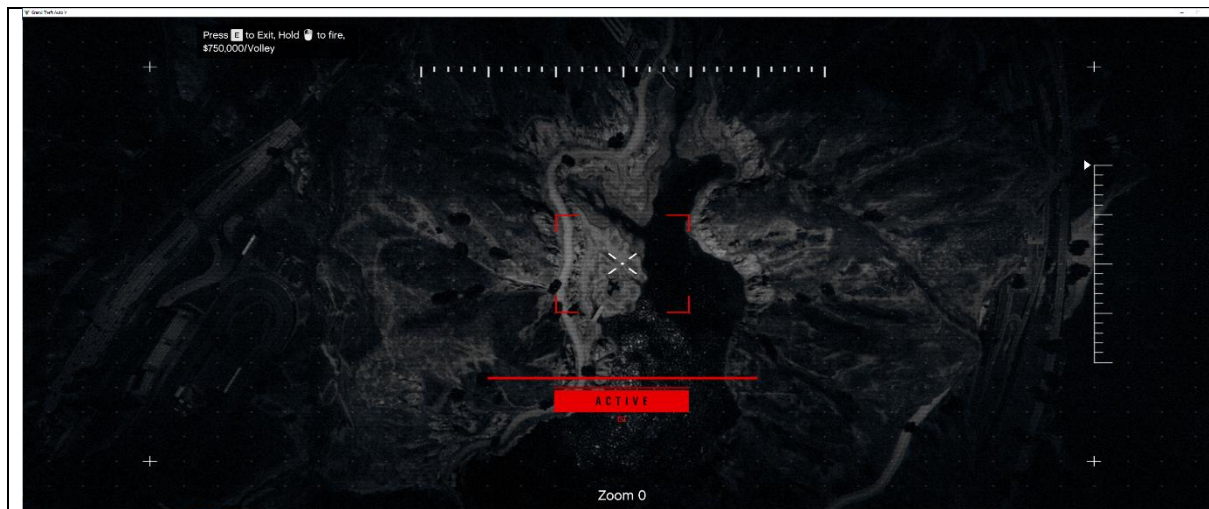 Grand Theft Auto V
Press E to Exit, Hold to fire,
$750,000/Volley
ACTIVE
Zoom 0